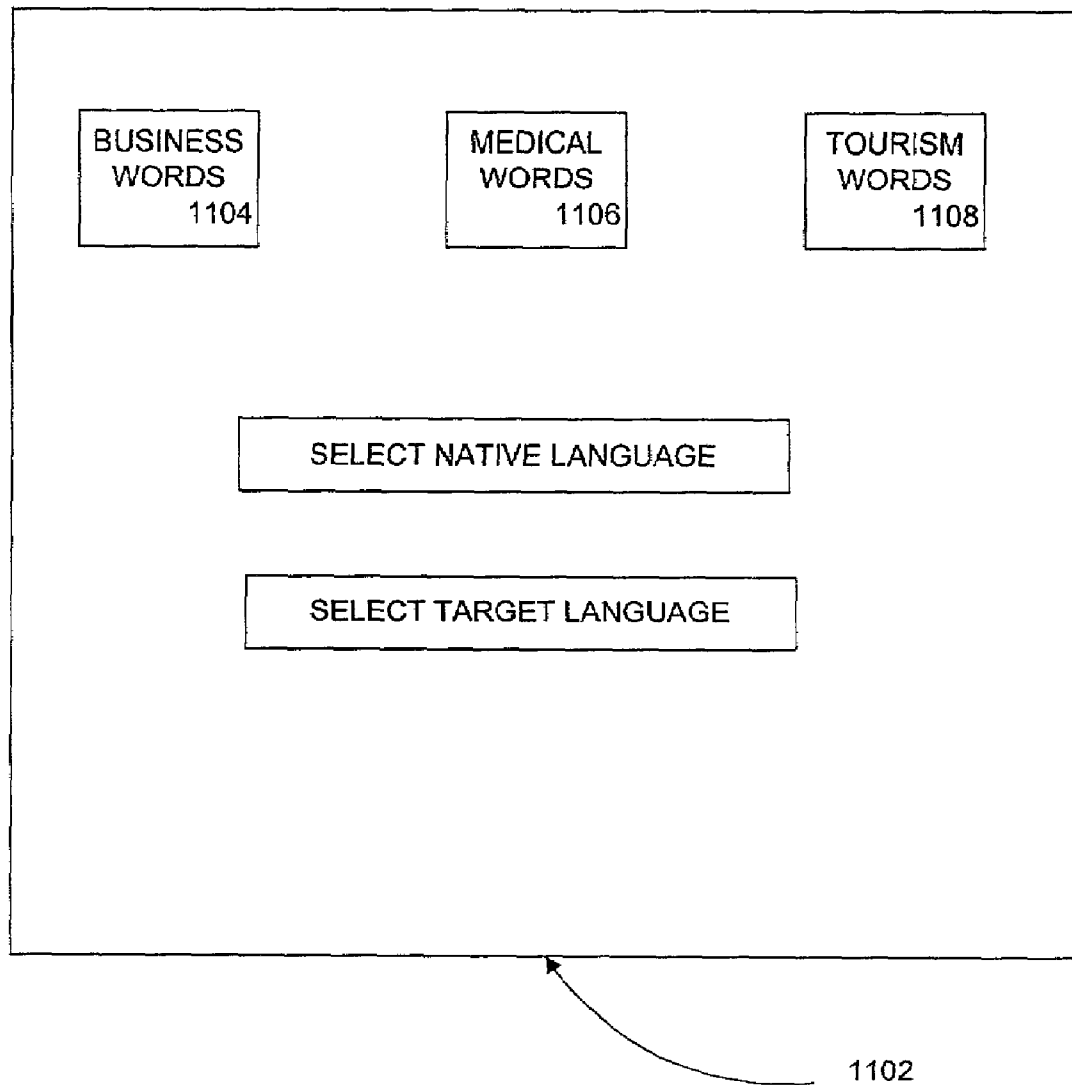 BUSINESS
WORDS
1104
MEDICAL
WORDS
1106
TOURISM
WORDS
1108
SELECT NATIVE LANGUAGE
SELECT TARGET LANGUAGE
1102